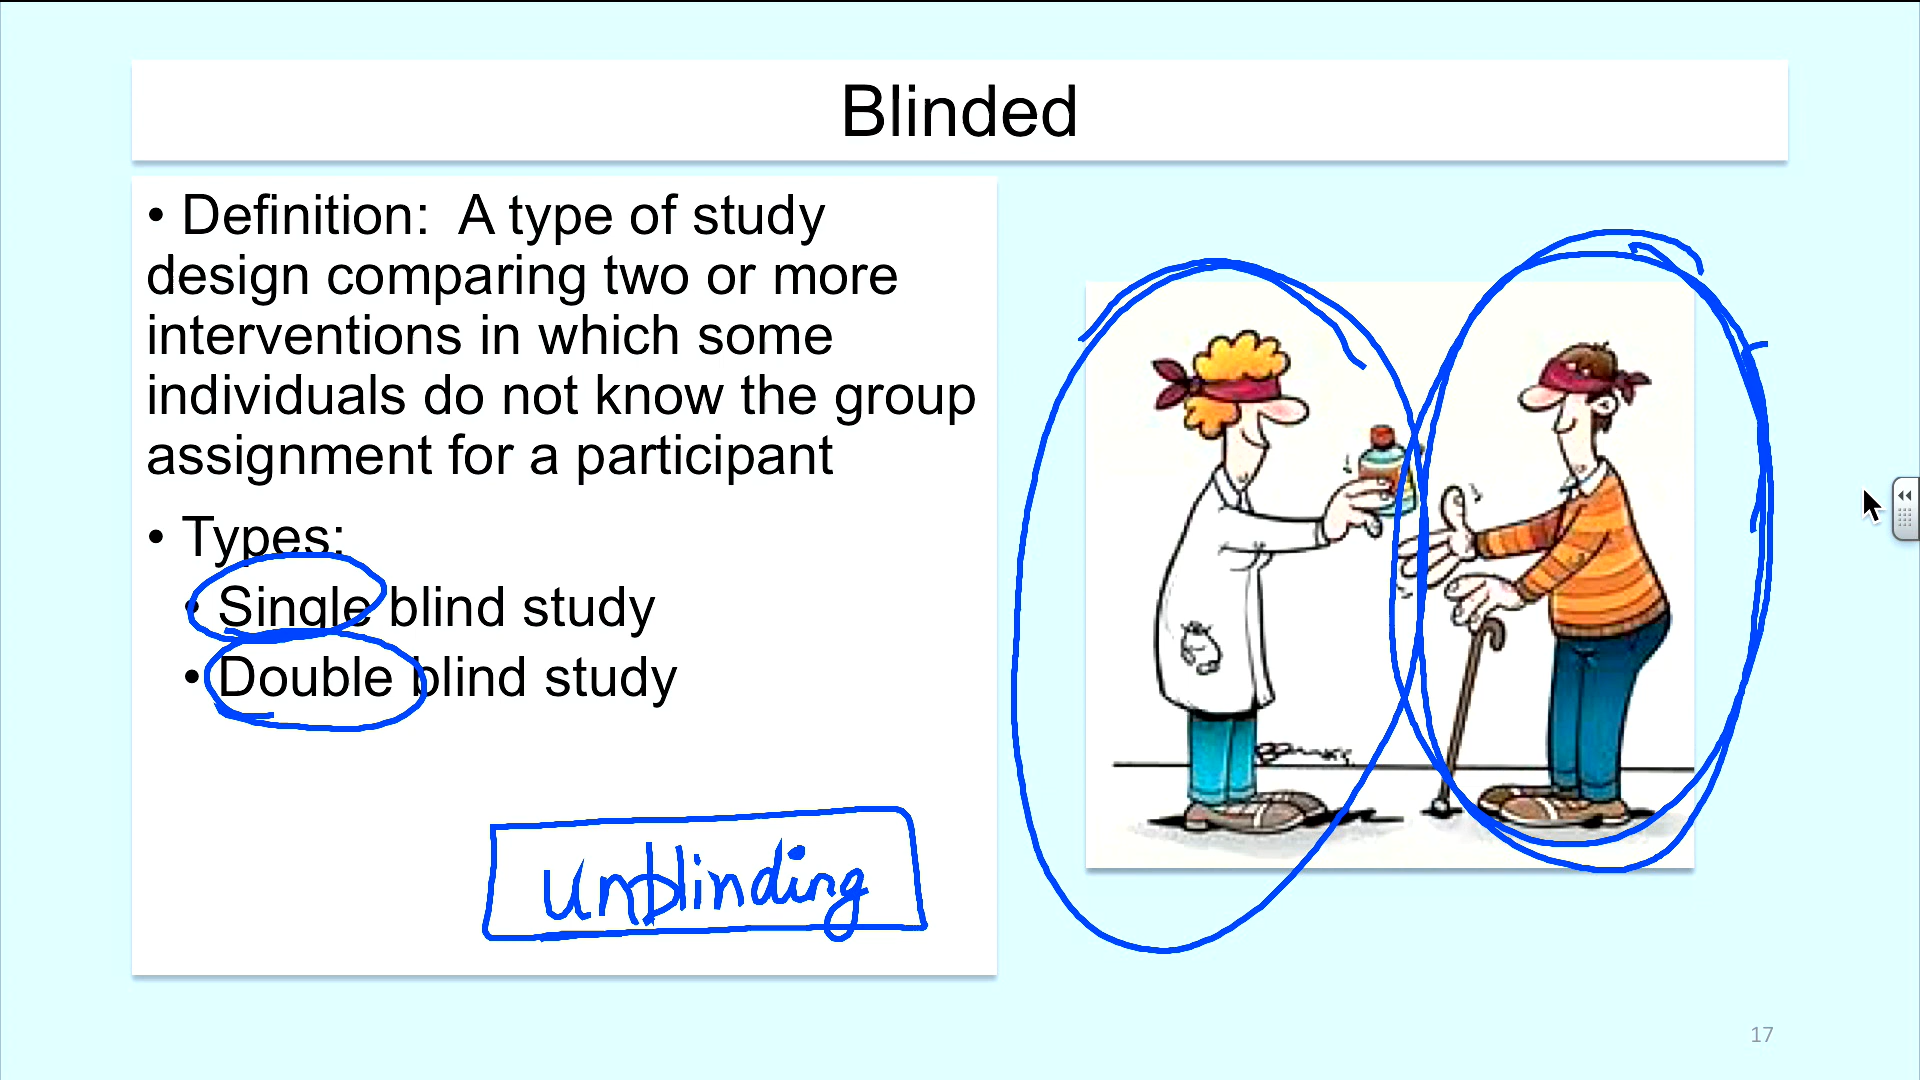 Blinded
• Definition: A type of study
design comparing two or more
interventions in which some
individuals do not know the group
assignment for a participant
• Types:
• Single blind study
• Double blind study
unblinding
17